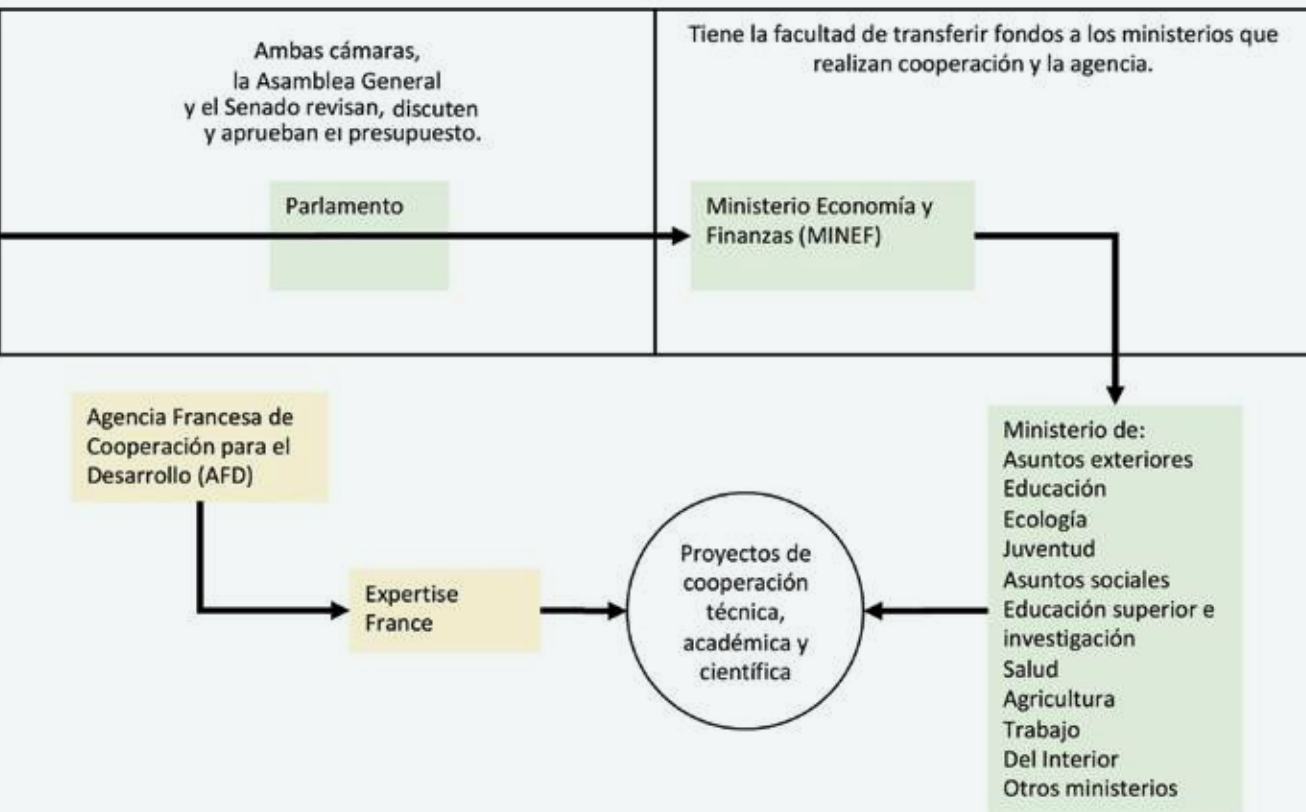 Ambas cámaras,
la Asamblea General
y el Senado revisan, discuten
y aprueban el presupuesto.
Tiene la facultad de transferir fondos a los ministerios que
realizan cooperación y la agencia.
Parlamento
Ministerio Economía y
Finanzas (MINEF)
Agencia Francesa de
Cooperación para el
Desarrollo (AFD)
Expertise
France
Proyectos de
cooperación
técnica,
académica y
científica
Ministerio de:
Asuntos exteriores
Educación
Ecología
Juventud
Asuntos sociales
Educación superior e
investigación
Salud
Agricultura
Trabajo
Del Interior
Otros ministerios